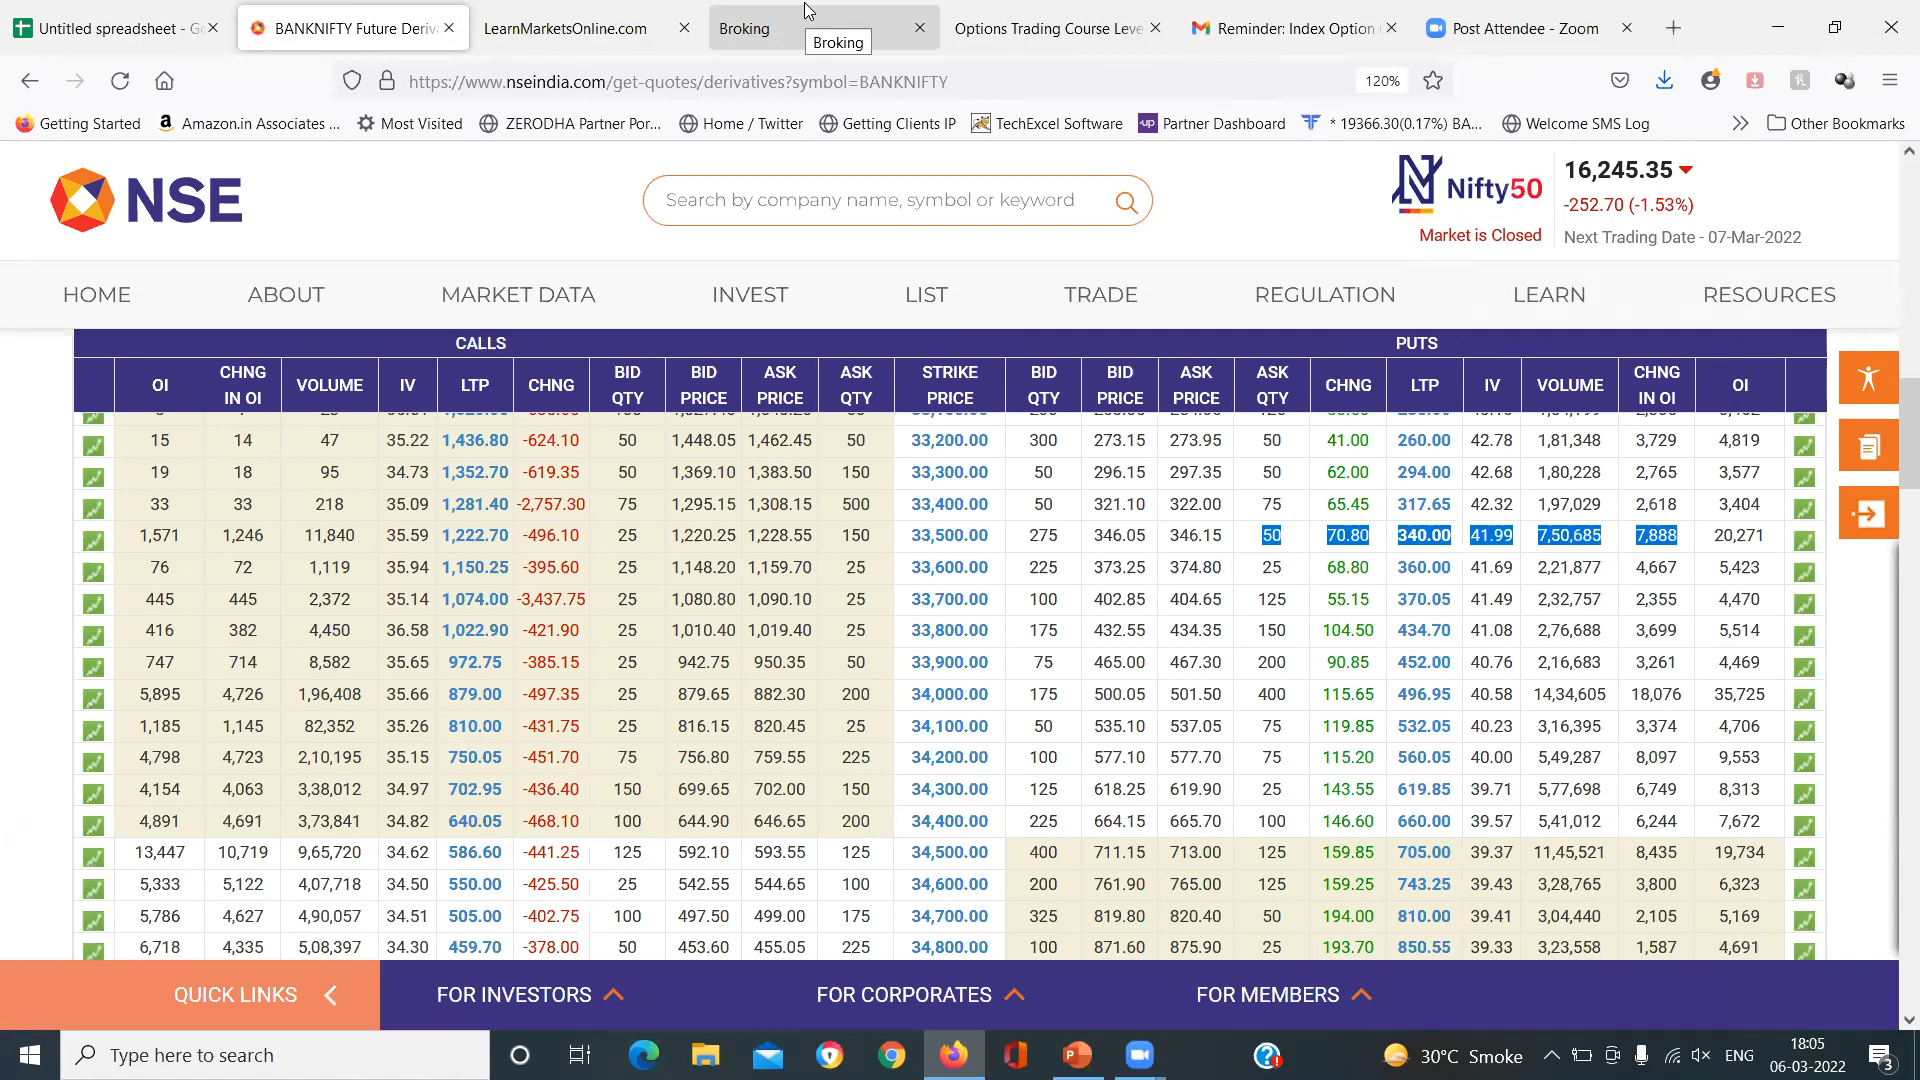 Untitled spreadsheet - Go
BANKNIFTY Future Deriv
LearnMarketsOnline.com
Broking
Options Trading Course Leve
Reminder: Index Option
Post Attendee - Zoom
Broking
https://www.nseindia.com/get-quotes/derivatives?symbol=BANKNIFTY
120%
Getting Started
Amazon.in Associates ...
Most Visited
ZERODHA Partner Por...
Home / Twitter
Getting Clients IP
TechExcel Software
Partner Dashboard
* 19366.30(0.17%) BA...
Welcome SMS Log
Other Bookmarks
NSE
Search by company name, symbol or keyword
Nifty50
Market is Closed
16,245.35
-252.70 (-1.53%)
Next Trading Date - 07-Mar-2022
HOME ABOUT MARKET DATA INVEST LIST TRADE REGULATION LEARN RESOURCES
CALLS PUTS
OI CHNG IN OI VOLUME IV LTP CHNG BID QTY BID PRICE ASK PRICE ASK QTY STRIKE PRICE BID QTY BID PRICE ASK PRICE ASK QTY CHNG LTP IV VOLUME CHNG IN OI OI
15 14 47 35.22 1,436.80 -624.10 50 1,448.05 1,462.45 50 33,200.00 300 273.15 273.95 50 41.00 260.00 42.78 1,81,348 3,729 4,819
19 18 95 34.73 1,352.70 -619.35 50 1,369.10 1,383.50 150 33,300.00 50 296.15 297.35 50 62.00 294.00 42.68 1,80,228 2,765 3,577
33 33 218 35.09 1,281.40 -2,757.30 75 1,295.15 1,308.15 500 33,400.00 50 321.10 322.00 75 65.45 317.65 42.32 1,97,029 2,618 3,404
1,571 1,246 11,840 35.59 1,222.70 -496.10 25 1,220.25 1,228.55 150 33,500.00 275 346.05 346.15 50 70.80 340.00 41.99 7,50,685 7,888 20,271
76 72 1,119 35.94 1,150.25 -395.60 25 1,148.20 1,159.70 25 33,600.00 225 373.25 374.80 25 68.80 360.00 41.69 2,21,877 4,667 5,423
445 445 2,372 35.14 1,074.00 -3,437.75 25 1,080.80 1,090.10 25 33,700.00 100 402.85 404.65 125 55.15 370.05 41.49 2,32,757 2,355 4,470
416 382 4,450 36.58 1,022.90 -421.90 25 1,010.40 1,019.40 25 33,800.00 175 432.55 434.35 150 104.50 434.70 41.08 2,76,688 3,699 5,514
747 714 8,582 35.65 972.75 -385.15 25 942.75 950.35 50 33,900.00 75 465.00 467.30 200 90.85 452.00 40.76 2,16,683 3,261 4,469
5,895 4,726 1,96,408 35.66 879.00 -497.35 25 879.65 882.30 200 34,000.00 175 500.05 501.50 400 115.65 496.95 40.58 14,34,605 18,076 35,725
1,185 1,145 82,352 35.26 810.00 -431.75 25 816.15 820.45 25 34,100.00 50 535.10 537.05 75 119.85 532.05 40.23 3,16,395 3,374 4,706
4,798 4,723 2,10,195 35.15 750.05 -451.70 75 756.80 759.55 225 34,200.00 100 577.10 577.70 75 115.20 560.05 40.00 5,49,287 8,097 9,553
4,154 4,063 3,38,012 34.97 702.95 -436.40 150 699.65 702.00 150 34,300.00 125 618.25 619.90 25 143.55 619.85 39.71 5,77,698 6,749 8,313
4,891 4,691 3,73,841 34.82 640.05 -468.10 100 644.90 646.65 200 34,400.00 225 664.15 665.70 100 146.60 660.00 39.57 5,41,012 6,244 7,672
13,447 10,719 9,65,720 34.62 586.60 -441.25 125 592.10 593.55 125 34,500.00 400 711.15 713.00 125 159.85 705.00 39.37 11,45,521 8,435 19,734
5,333 5,122 4,07,718 34.50 550.00 -425.50 25 542.55 544.65 100 34,600.00 200 761.90 765.00 125 159.25 743.25 39.43 3,28,765 3,800 6,323
5,786 4,627 4,90,057 34.51 505.00 -402.75 100 497.50 499.00 175 34,700.00 325 819.80 820.40 50 194.00 810.00 39.41 3,04,440 2,105 5,169
6,718 4,335 5,08,397 34.30 459.70 -378.00 50 453.60 455.05 225 34,800.00 100 871.60 875.90 25 193.70 850.55 39.33 3,23,558 1,587 4,691
QUICK LINKS FOR INVESTORS FOR CORPORATES FOR MEMBERS
Type here to search
30°C Smoke
ENG
18:05
06-03-2022
3